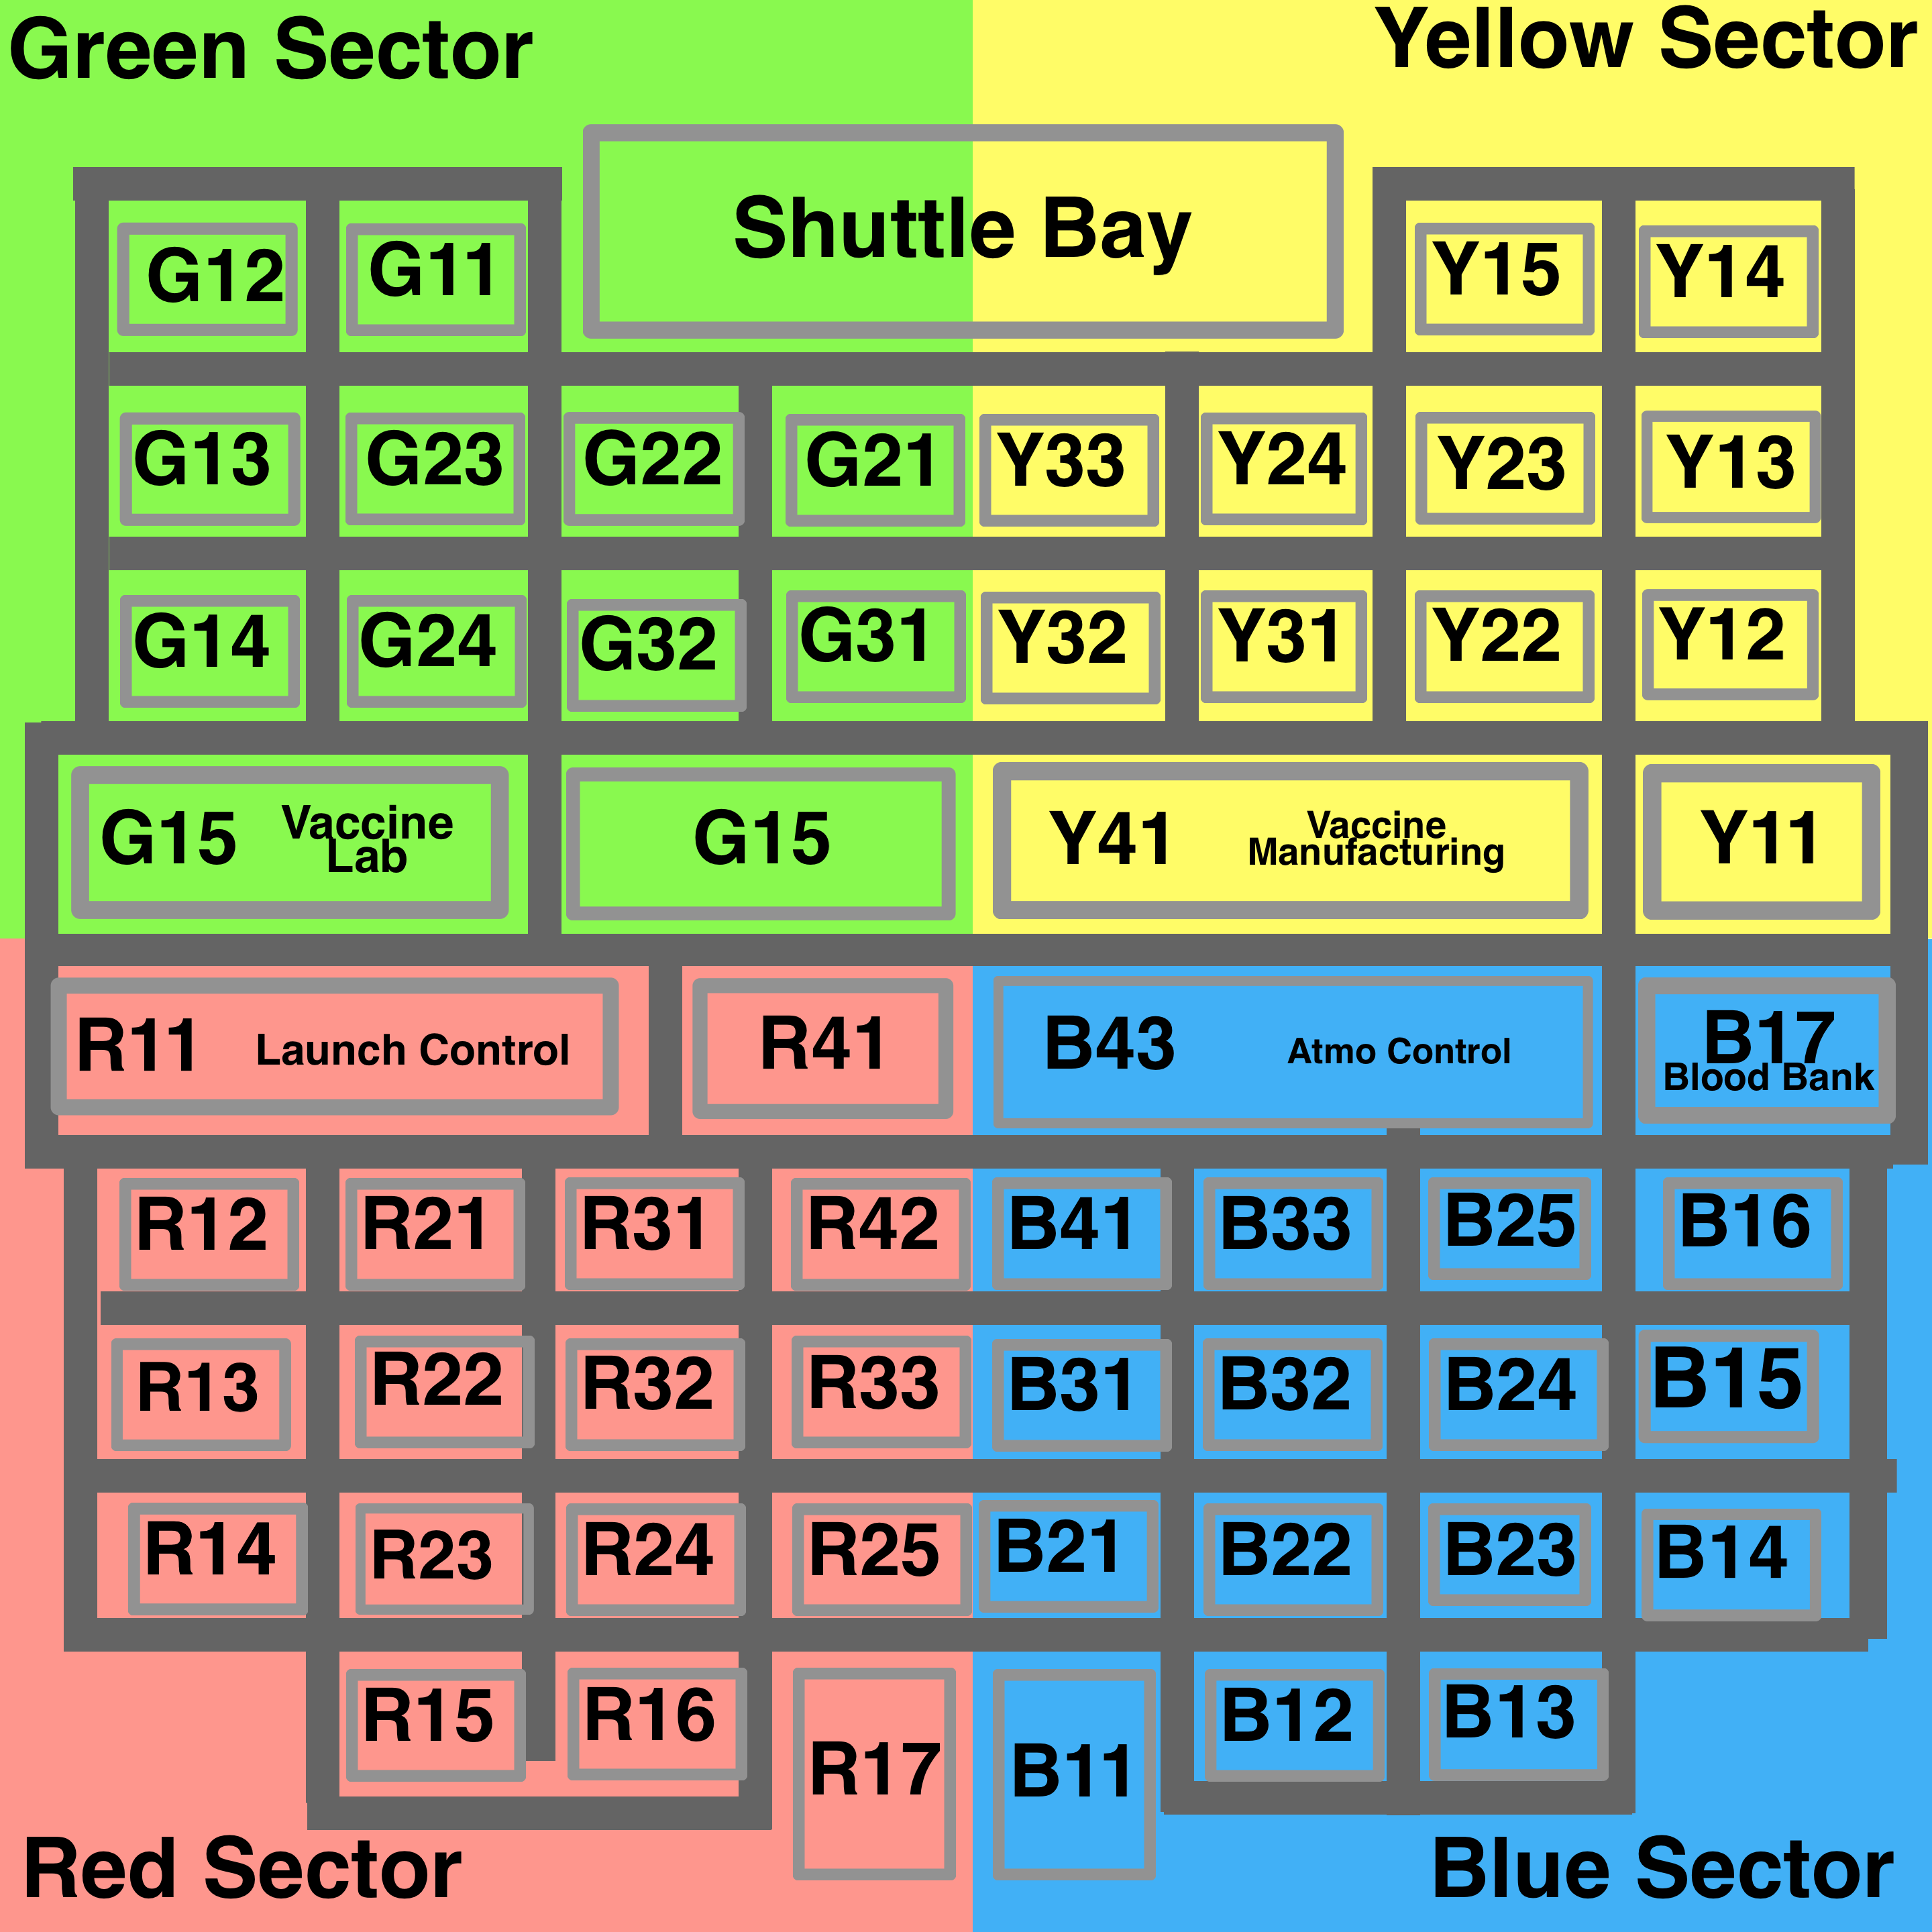 Green Sector
Yellow Sector
Shuttle Bay
G12
G11
Y15
Y14
G13
G23
G22
G21
Y33
Y24
Y23
Y13
G14
G24
G32
G31
Y32
Y31
Y22
Y12
G15
Vaccine
Lab
G15
Y41
Vaccine
Manufacturing
Y11
R11
Launch Control
R41
B43
Atmo Control
B17
Blood Bank
R12
R21
R31
R42
B41
B33
B25
B16
R13
R22
R32
R33
B31
B32
B24
B15
R14
R23
R24
R25
B21
B22
B23
B14
R15
R16
R17
B11
B12
B13
Red Sector
Blue Sector